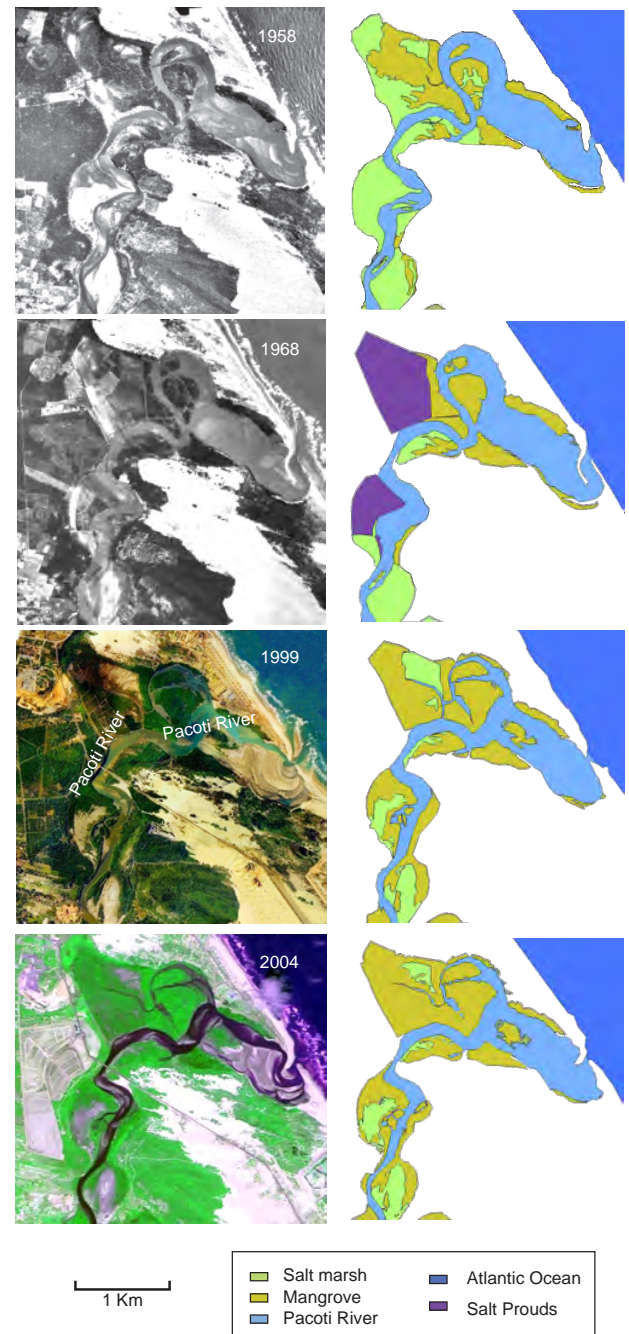 1958
1968
1999
Pacoti River
Pacoti River
2004
1 Km
Salt marsh
Mangrove
Pacoti River
Atlantic Ocean
Salt Prouds